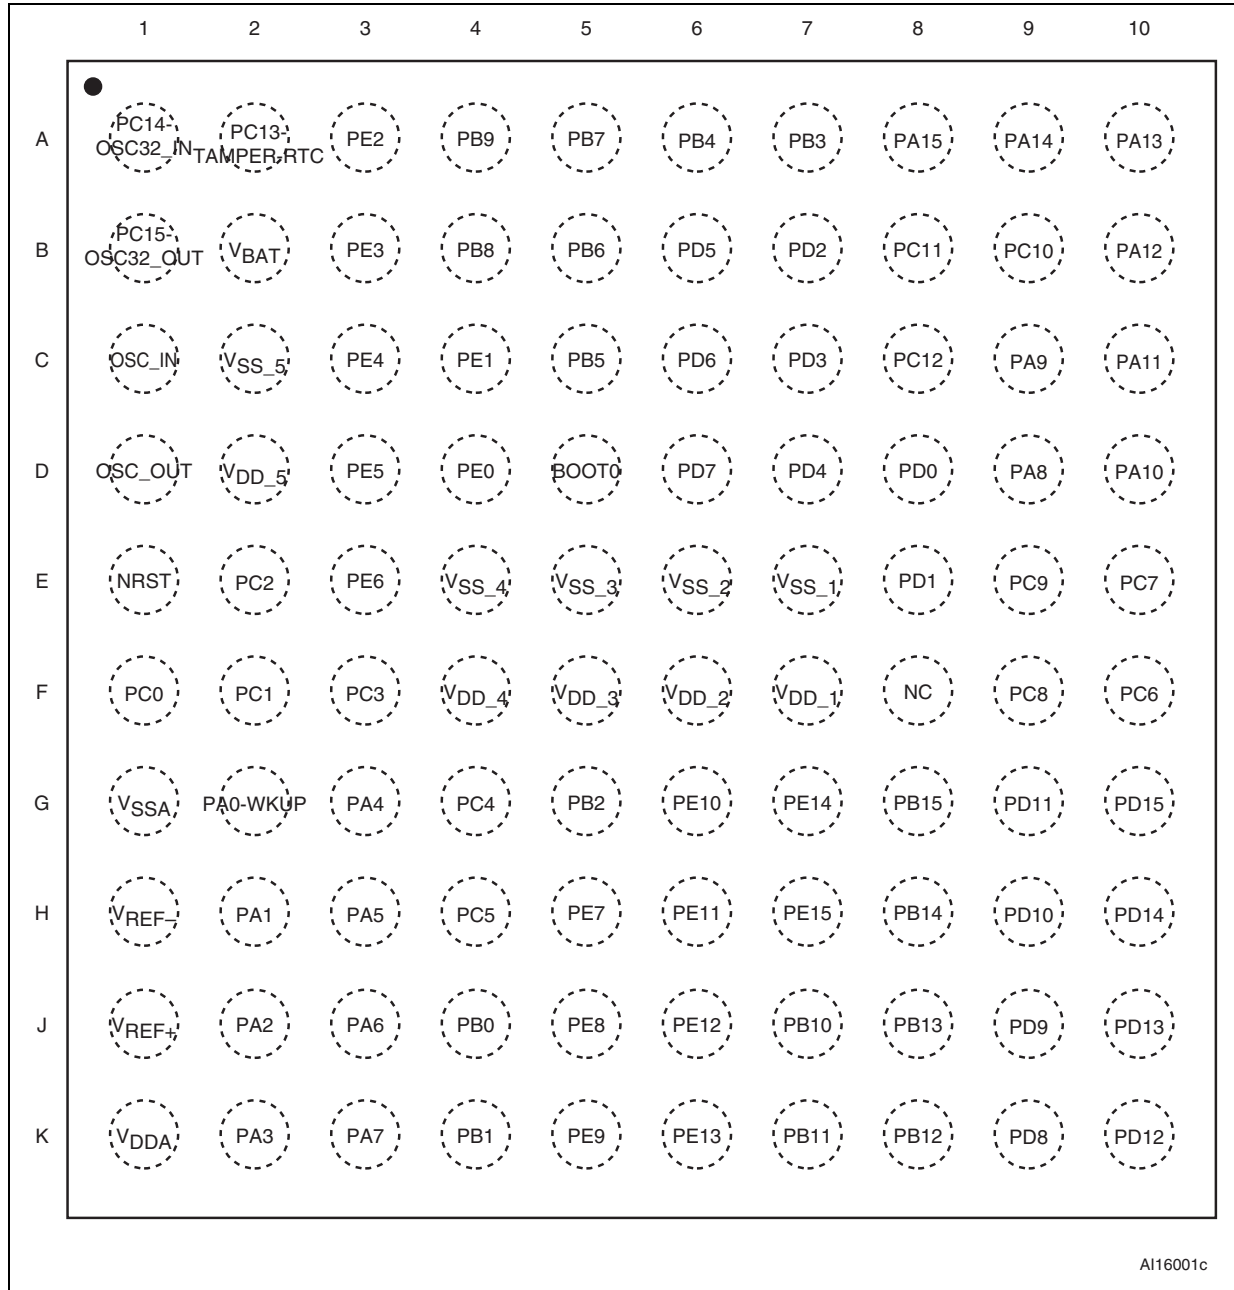 1 2 3 4 5 6 7 8 9 10
A PC14-OSC32_IN PC13-TAMPER-RTC PE2 PB9 PB7 PB4 PB3 PA15 PA14 PA13
B PC15-OSC32_OUT VBAT PE3 PB8 PB6 PD5 PD2 PC11 PC10 PA12
C OSC_IN VSS_5 PE4 PE1 PB5 PD6 PD3 PC12 PA9 PA11
D OSC_OUT VDD_5 PE5 PE0 BOOT0 PD7 PD4 PD0 PA8 PA10
E NRST PC2 PE6 VSS_4 VSS_3 VSS_2 VSS_1 PD1 PC9 PC7
F PC0 PC1 PC3 VDD_4 VDD_3 VDD_2 VDD_1 NC PC8 PC6
G VSSA PA0-WKUP PA4 PC4 PB2 PE10 PE14 PB15 PD11 PD15
H VREF– PA1 PA5 PC5 PE7 PE11 PE15 PB14 PD10 PD14
J VREF+ PA2 PA6 PB0 PE8 PE12 PB10 PB13 PD9 PD13
K VDDA PA3 PA7 PB1 PE9 PE13 PB11 PB12 PD8 PD12
AI16001c